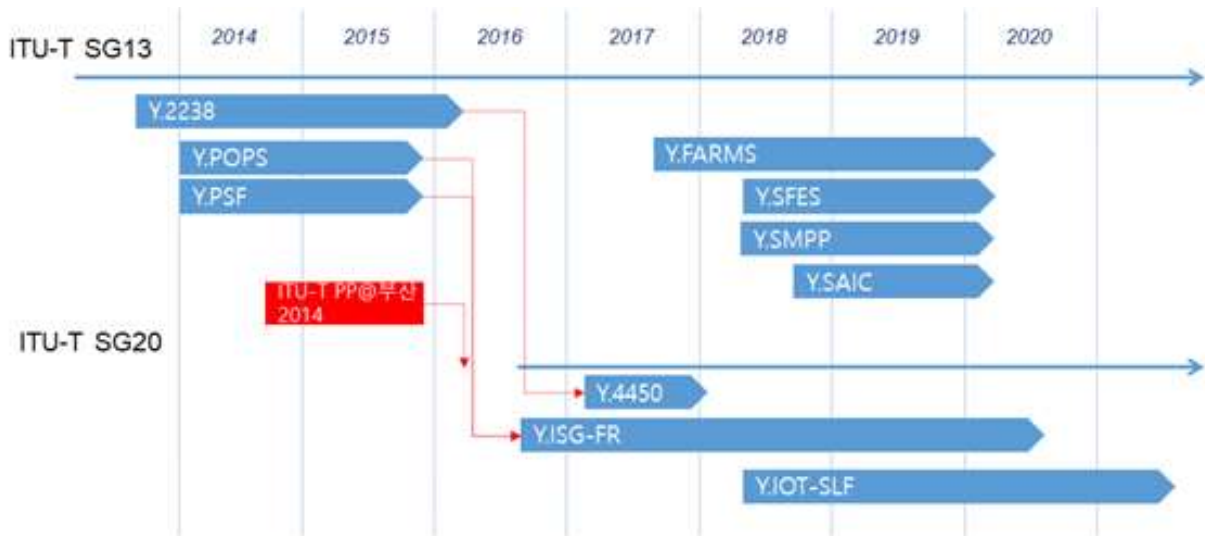 ITU-T SG13
2014 2015 2016 2017 2018 2019 2020
Y.2238
Y.POPS
Y.FARMS
Y.PSF
Y.SFES
Y.SMPP
Y.SAIC
ITU-T PP@부산
2014
ITU-T SG20
Y.4450
Y.ISG-FR
Y.IOT-SLF